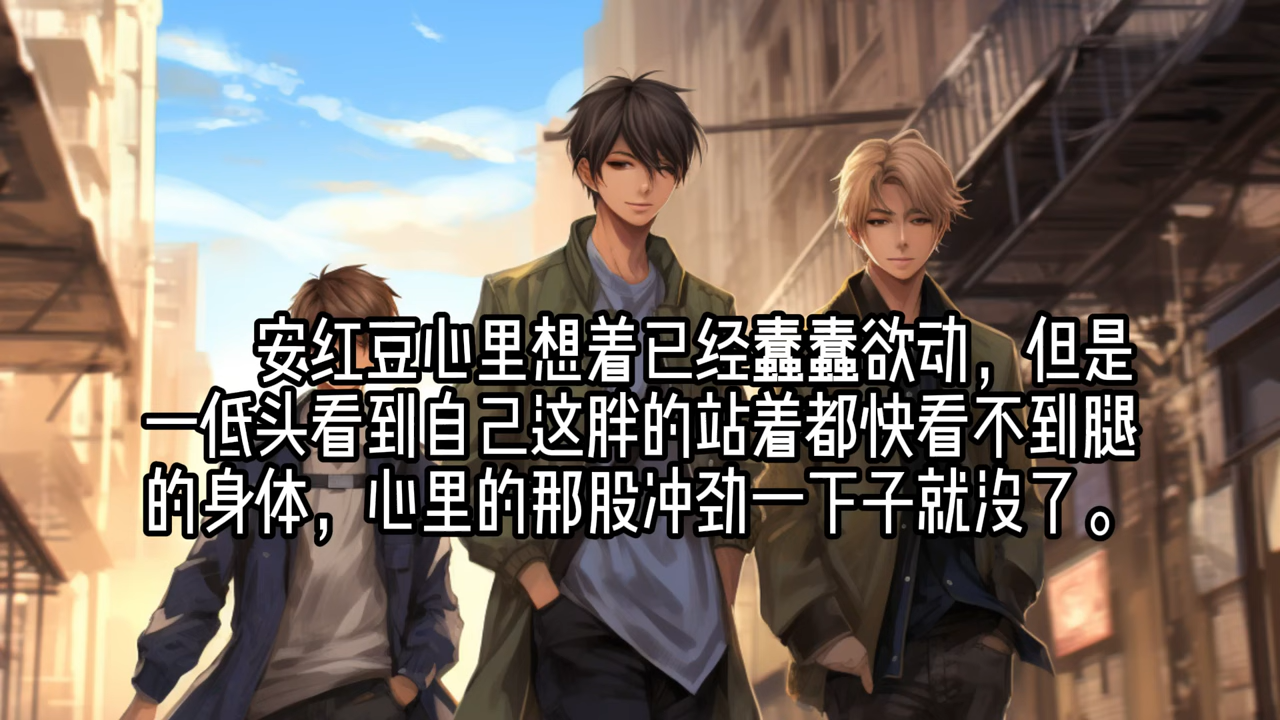 安红豆心里想着已经蠢蠢欲动，但是
一低头看到自己这胖的站着都快看不到腿
的身体，心里的那股冲劲一下子就没了。